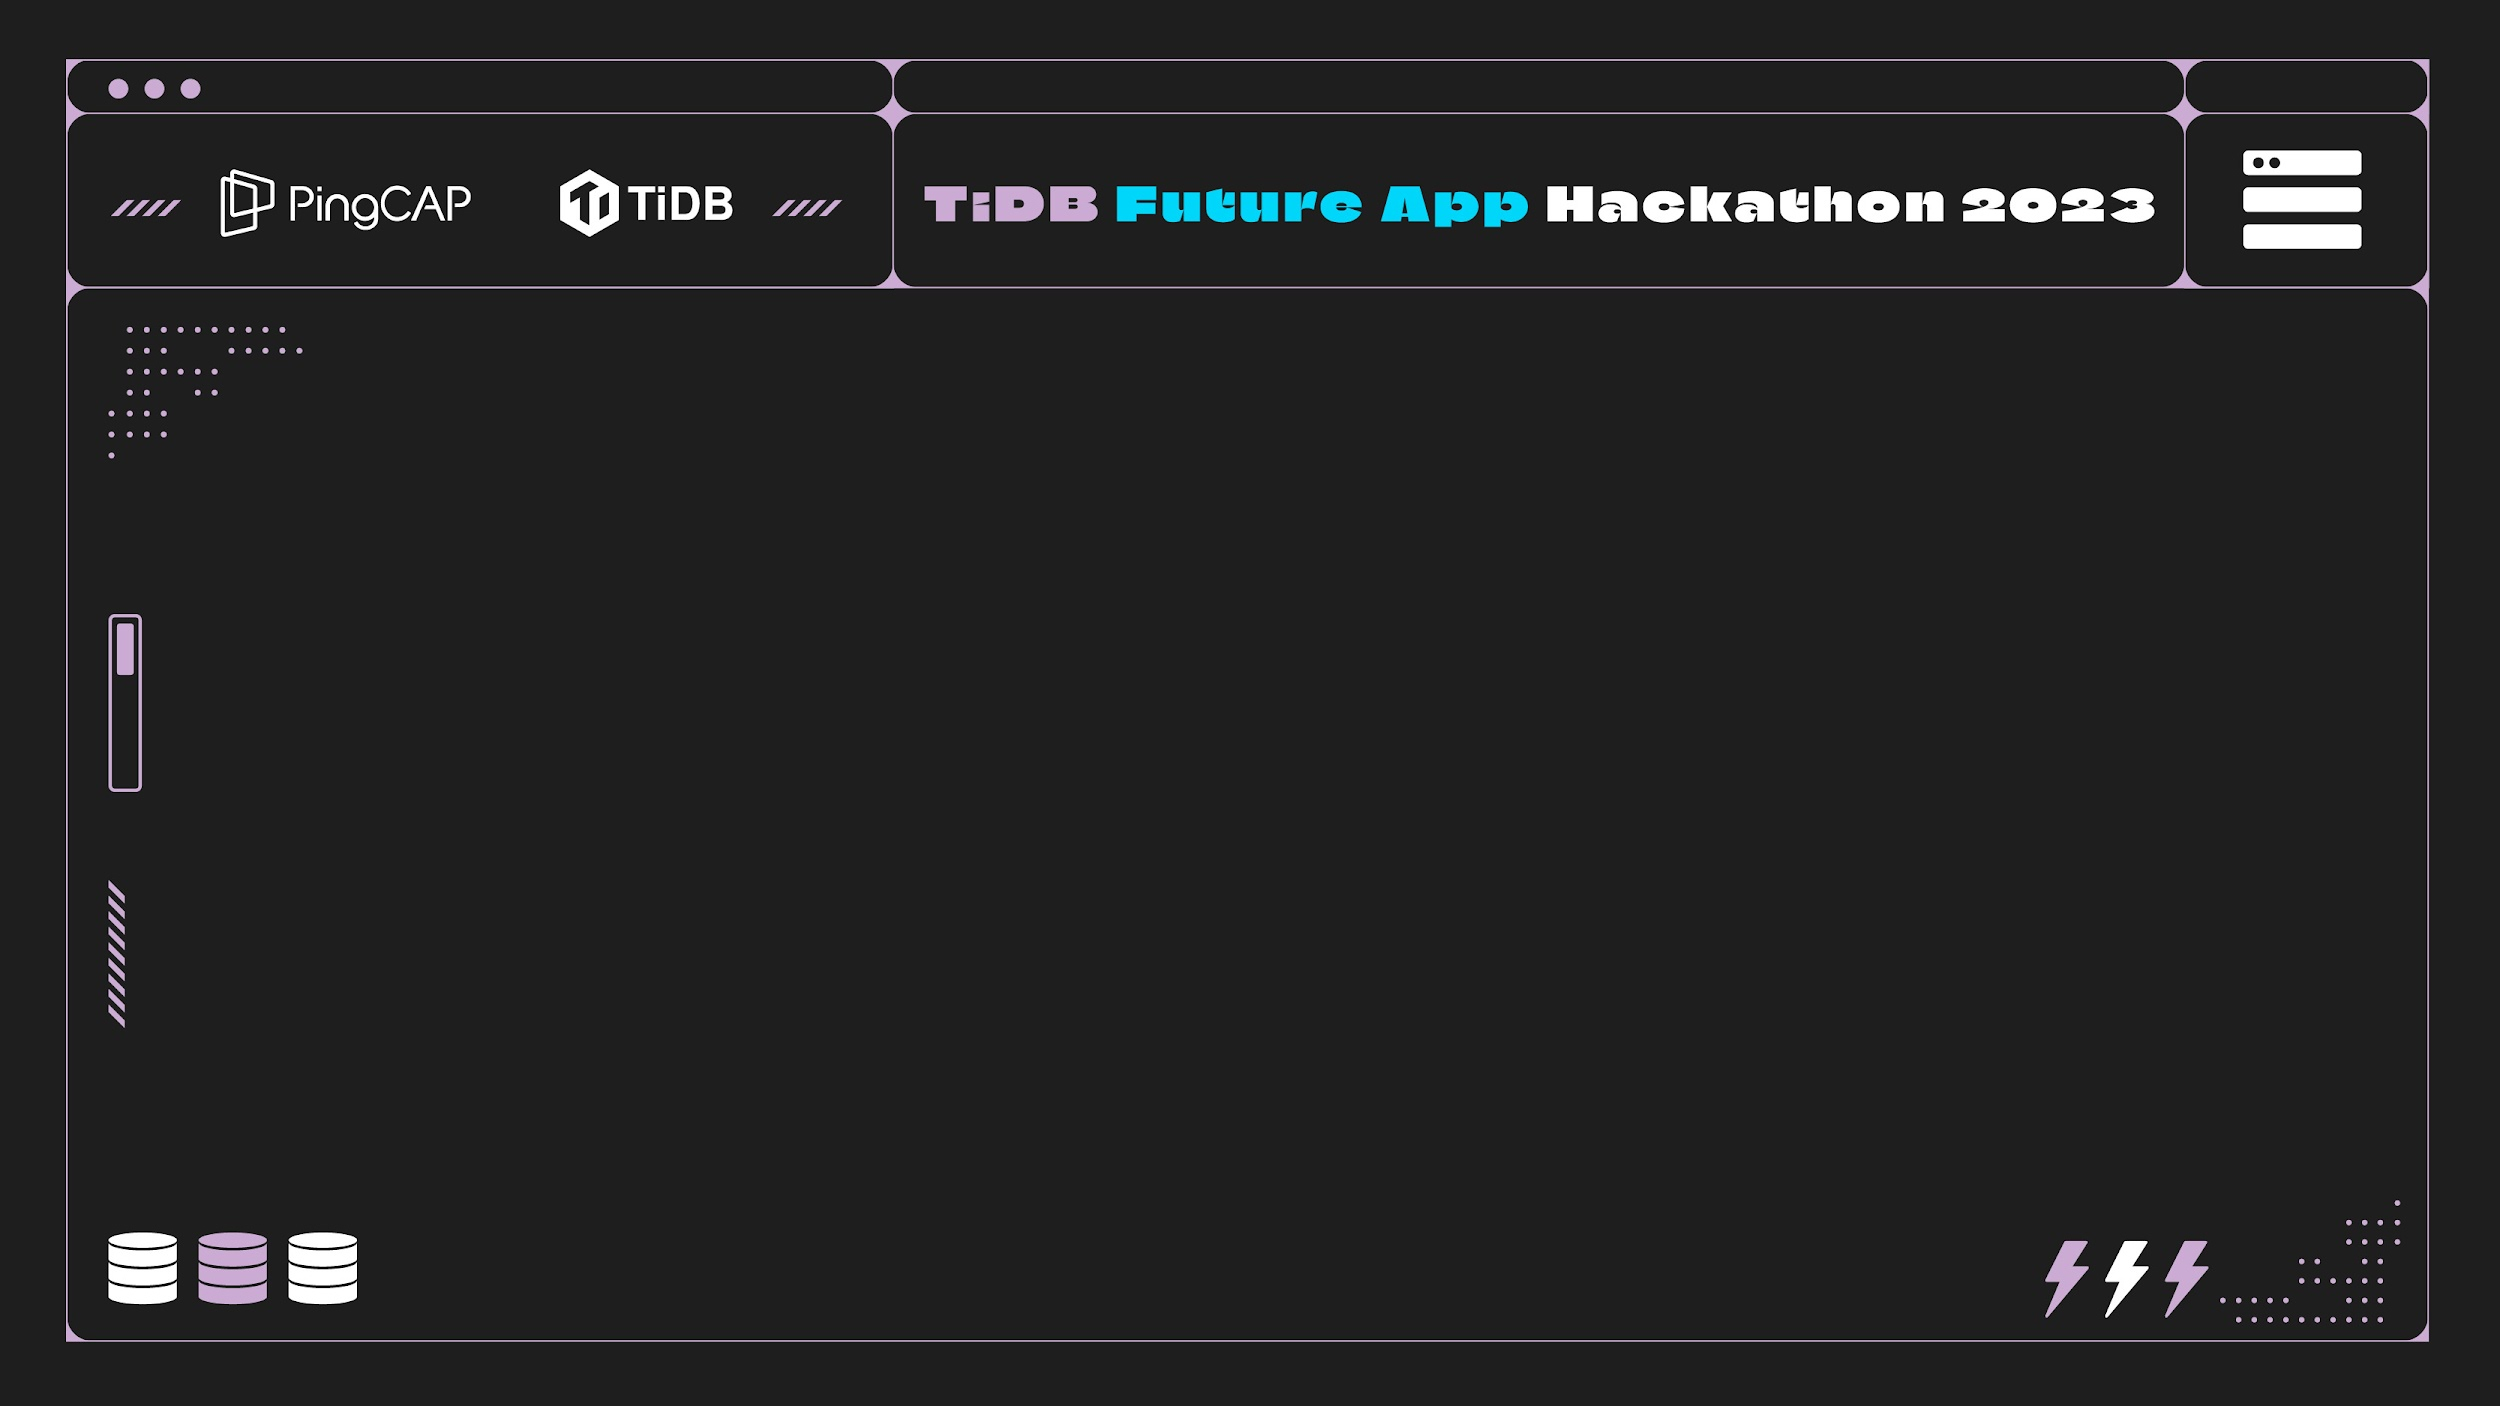 PingCAP
TiDB
TiDB Future App Hackathon 2023